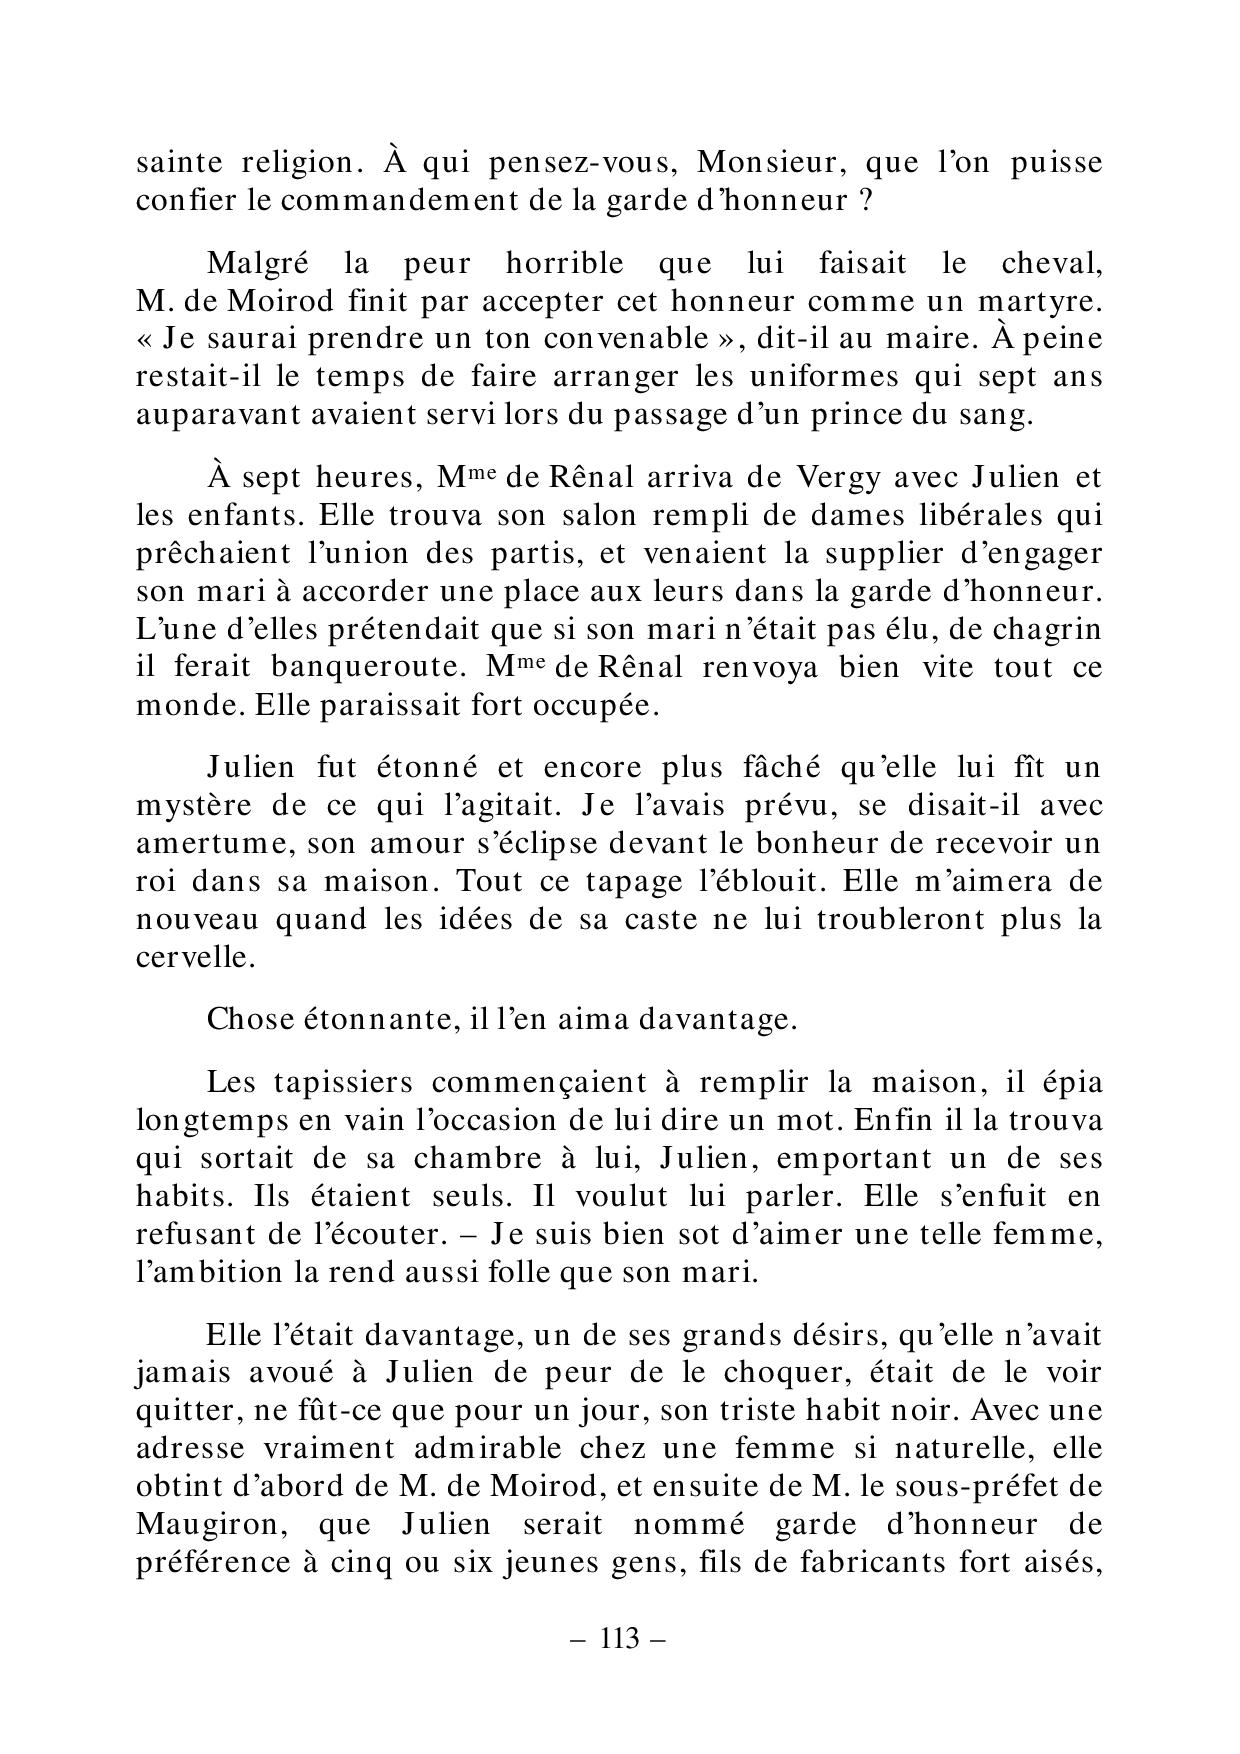 sainte religion. À qui pensez-vous, Monsieur, que l’on puisse
confier le commandement de la garde d’honneur ?
Malgré la peur horrible que lui faisait le cheval,
M. de Moirod finit par accepter cet honneur comme un martyre.
« Je saurai prendre un ton convenable », dit-il au maire. À peine
restait-il le temps de faire arranger les uniformes qui sept ans
auparavant avaient servi lors du passage d’un prince du sang.
À sept heures, Mme de Rênal arriva de Vergy avec Julien et
les enfants. Elle trouva son salon rempli de dames libérales qui
prêchaient l’union des partis, et venaient la supplier d’engager
son mari à accorder une place aux leurs dans la garde d’honneur.
L’une d’elles prétendait que si son mari n’était pas élu, de chagrin
il ferait banqueroute. Mme de Rênal renvoya bien vite tout ce
monde. Elle paraissait fort occupée.
Julien fut étonné et encore plus fâché qu’elle lui fît un
mystère de ce qui l’agitait. Je l’avais prévu, se disait-il avec
amertume, son amour s’éclipse devant le bonheur de recevoir un
roi dans sa maison. Tout ce tapage l’éblouit. Elle m’aimera de
nouveau quand les idées de sa caste ne lui troubleront plus la
cervelle.
Chose étonnante, il l’en aima davantage.
Les tapissiers commençaient à remplir la maison, il épia
longtemps en vain l’occasion de lui dire un mot. Enfin il la trouva
qui sortait de sa chambre à lui, Julien, emportant un de ses
habits. Ils étaient seuls. Il voulut lui parler. Elle s’enfuit en
refusant de l’écouter. – Je suis bien sot d’aimer une telle femme,
l’ambition la rend aussi folle que son mari.
Elle l’était davantage, un de ses grands désirs, qu’elle n’avait
jamais avoué à Julien de peur de le choquer, était de le voir
quitter, ne fût-ce que pour un jour, son triste habit noir. Avec une
adresse vraiment admirable chez une femme si naturelle, elle
obtint d’abord de M. de Moirod, et ensuite de M. le sous-préfet de
Maugiron, que Julien serait nommé garde d’honneur de
préférence à cinq ou six jeunes gens, fils de fabricants fort aisés,
– 113 –